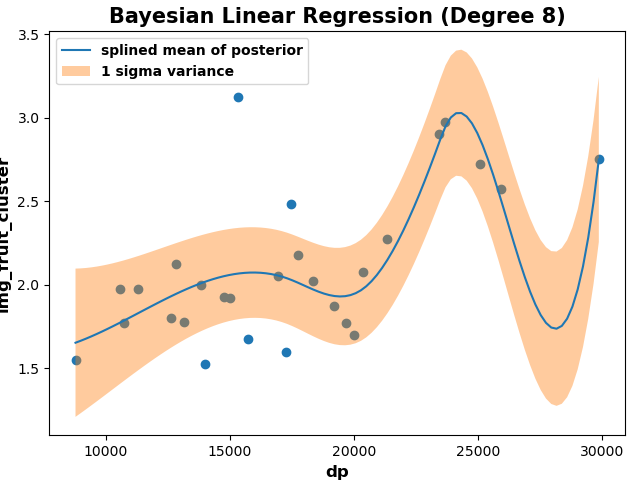 Bayesian Linear Regression (Degree 8)
splined mean of posterior
1 sigma variance
3.5
3.0
2.5
2.0
1.5
img_fruit_cluster
10000 15000 20000 25000 30000
dp